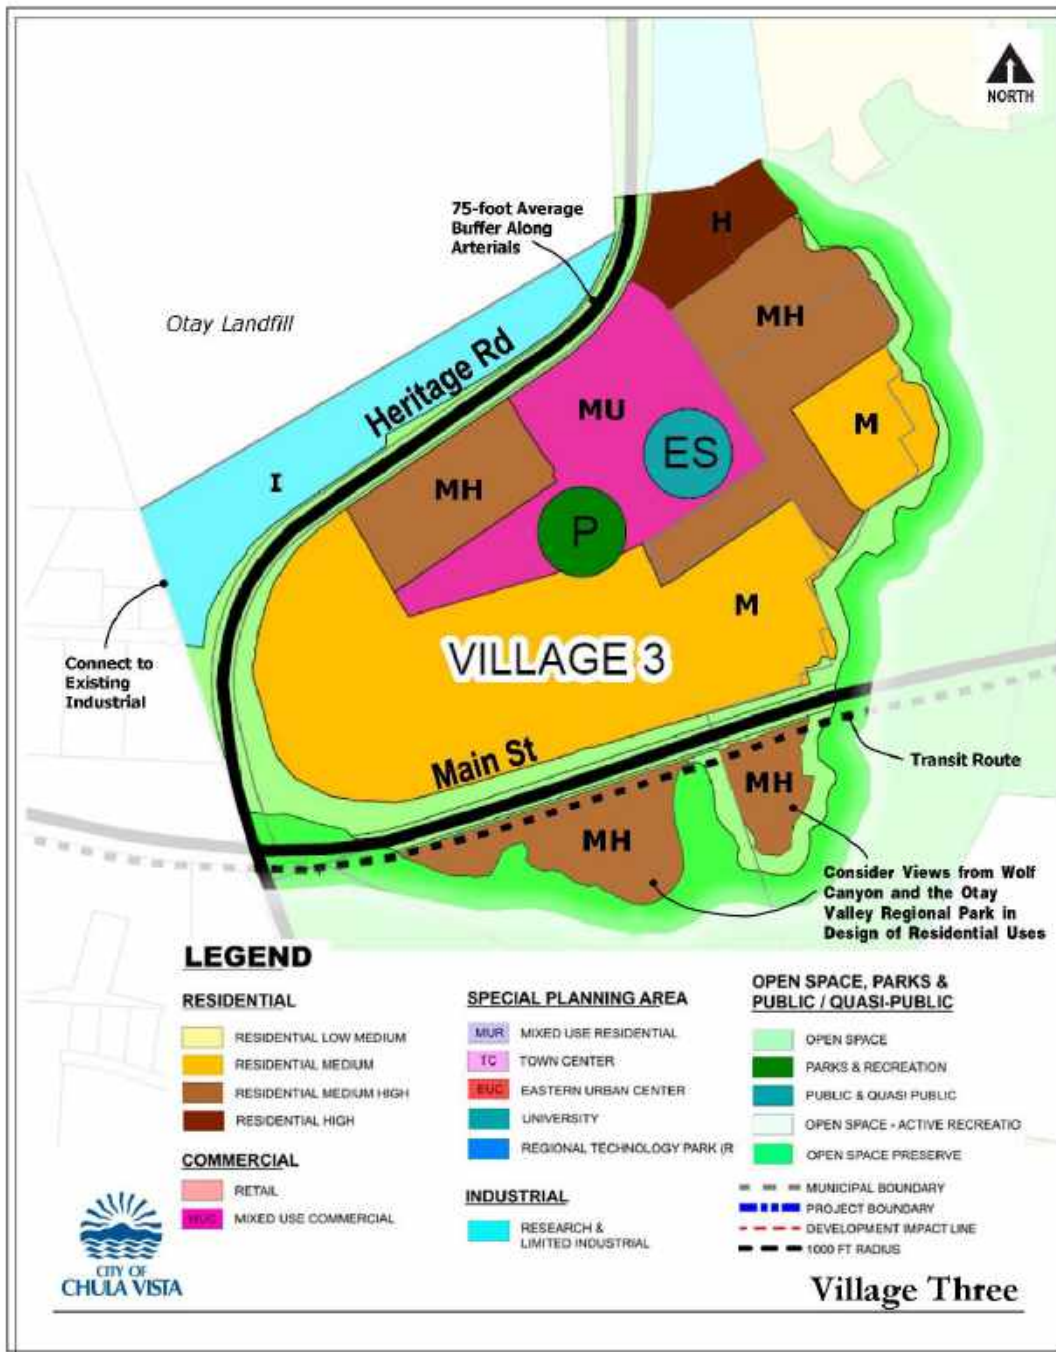 NORTH
75-foot Average
Buffer Along
Arterials
H
Otay Landfill
MH
Heritage Rd
MU
M
ES
I
MH
P
M
VILLAGE 3
Connect to
Existing
Industrial
Main St
Transit Route
MH
MH
Consider Views from Wolf
Canyon and the Otay
Valley Regional Park in
Design of Residential Uses
LEGEND
RESIDENTIAL
RESIDENTIAL LOW MEDIUM
RESIDENTIAL MEDIUM
RESIDENTIAL MEDIUM HIGH
RESIDENTIAL HIGH
COMMERCIAL
RETAIL
MUC MIXED USE COMMERCIAL
SPECIAL PLANNING AREA
MUR MIXED USE RESIDENTIAL
TC TOWN CENTER
EUC EASTERN URBAN CENTER
UNIVERSITY
REGIONAL TECHNOLOGY PARK (R
INDUSTRIAL
RESEARCH &
LIMITED INDUSTRIAL
OPEN SPACE, PARKS &
PUBLIC / QUASI-PUBLIC
OPEN SPACE
PARKS & RECREATION
PUBLIC & QUASI PUBLIC
OPEN SPACE - ACTIVE RECREATIO
OPEN SPACE PRESERVE
MUNICIPAL BOUNDARY
PROJECT BOUNDARY
DEVELOPMENT IMPACT LINE
1000 FT RADIUS
CITY OF
CHULA VISTA
Village Three